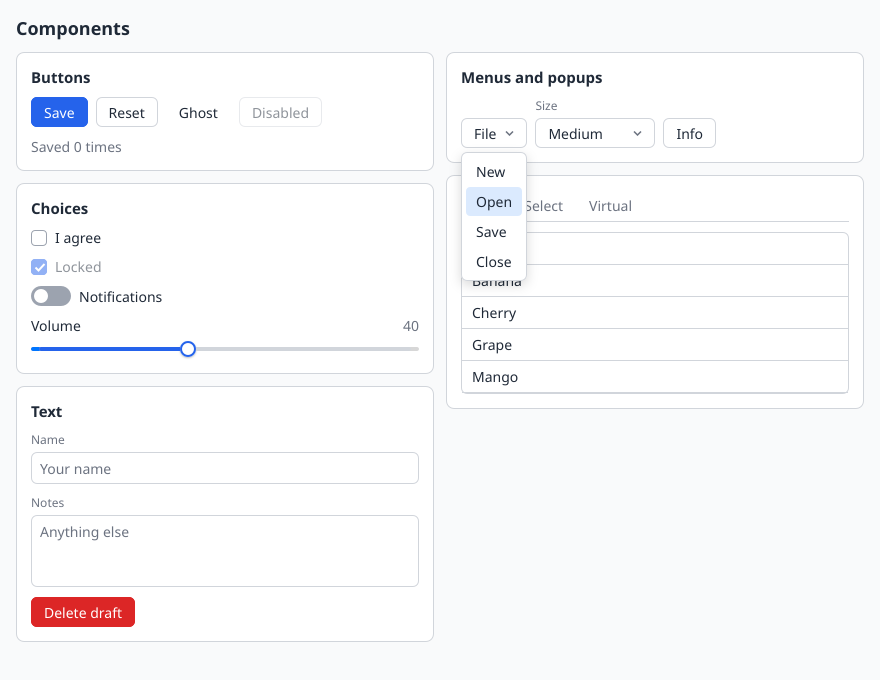 Components
Buttons
Save
Reset
Ghost
Disabled
Saved 0 times
Choices
I agree
Locked
Notifications
Volume
40
Text
Name
Your name
Notes
Anything else
Delete draft
Menus and popups
Size
File
Medium
Info
New
Open
Save
Close
Select
Virtual
Banana
Cherry
Grape
Mango